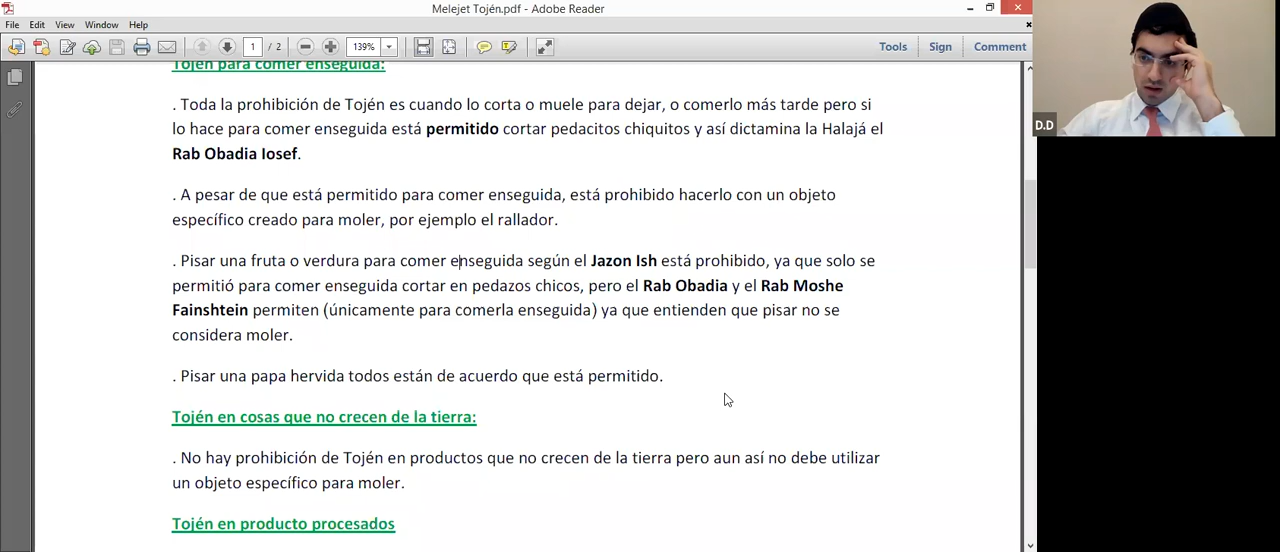 Melejet Tojén.pdf - Adobe Reader
File Edit View Window Help
1 / 2 139% Tools Sign Comment
Tojén para comer enseguida:
. Toda la prohibición de Tojén es cuando lo corta o muele para dejar, o comerlo más tarde pero si
lo hace para comer enseguida está permitido cortar pedacitos chiquitos y así dictamina la Halajá el
Rab Obadia Iosef.
. A pesar de que está permitido para comer enseguida, está prohibido hacerlo con un objeto
específico creado para moler, por ejemplo el rallador.
. Pisar una fruta o verdura para comer enseguida según el Jazon Ish está prohibido, ya que solo se
permitió para comer enseguida cortar en pedazos chicos, pero el Rab Obadia y el Rab Moshe
Fainshtein permiten (únicamente para comerla enseguida) ya que entienden que pisar no se
considera moler.
. Pisar una papa hervida todos están de acuerdo que está permitido.
Tojén en cosas que no crecen de la tierra:
. No hay prohibición de Tojén en productos que no crecen de la tierra pero aun así no debe utilizar
un objeto específico para moler.
Tojén en producto procesados
D.D